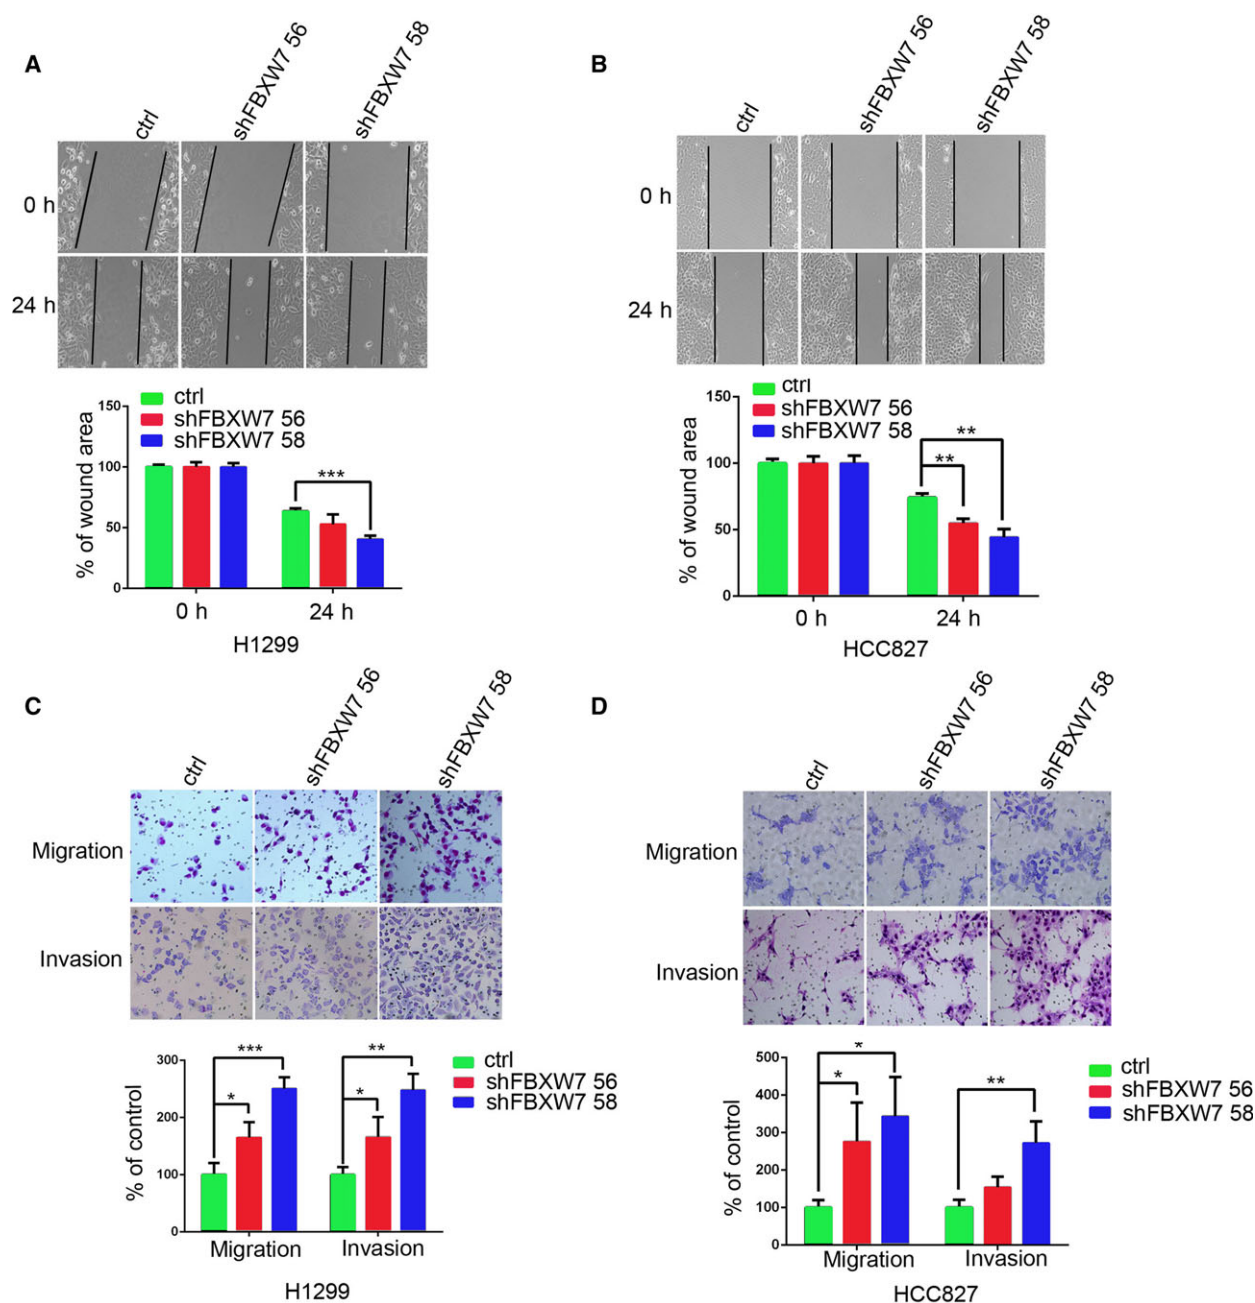 A
ctrl
shFBXW7 56
shFBXW7 58
0 h
24 h
ctrl
shFBXW7 56
shFBXW7 58
% of wound area
150
100
50
0
***
0 h
24 h
H1299
B
ctrl
shFBXW7 56
shFBXW7 58
0 h
24 h
ctrl
shFBXW7 56
shFBXW7 58
% of wound area
150
100
50
0
**
**
0 h
24 h
HCC827
C
ctrl
shFBXW7 56
shFBXW7 58
Migration
Invasion
% of control
300
200
100
0
***
*
**
*
ctrl
shFBXW7 56
shFBXW7 58
Migration
Invasion
H1299
D
ctrl
shFBXW7 56
shFBXW7 58
Migration
Invasion
% of control
500
400
300
200
100
0
*
*
**
ctrl
shFBXW7 56
shFBXW7 58
Migration
Invasion
HCC827